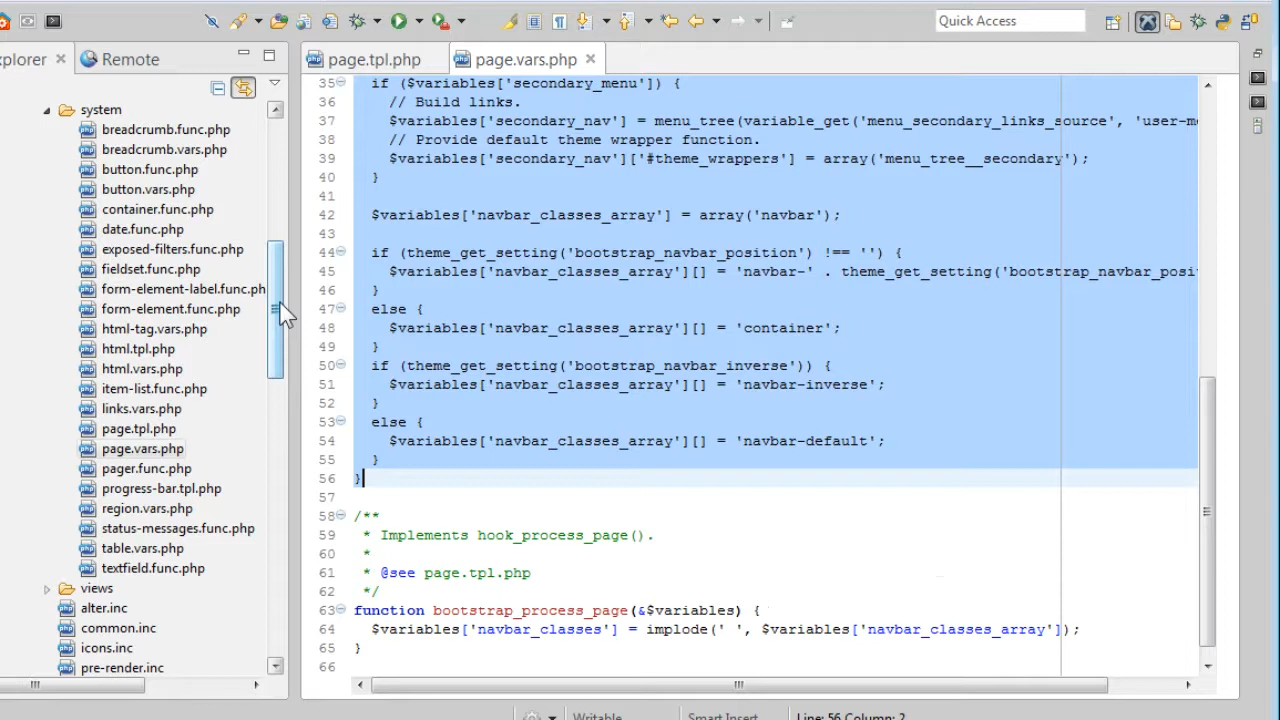 Quick Access
xplorer
Remote
page.tpl.php
page.vars.php
system
breadcrumb.func.php
breadcrumb.vars.php
button.func.php
button.vars.php
container.func.php
date.func.php
exposed-filters.func.php
fieldset.func.php
form-element-label.func.ph
form-element.func.php
html-tag.vars.php
html.tpl.php
html.vars.php
item-list.func.php
links.vars.php
page.tpl.php
page.vars.php
pager.func.php
progress-bar.tpl.php
region.vars.php
status-messages.func.php
table.vars.php
textfield.func.php
views
alter.inc
common.inc
icons.inc
pre-render.inc
35 if ($variables['secondary_menu']) {
36 // Build links.
37 $variables['secondary_nav'] = menu_tree(variable_get('menu_secondary_links_source', 'user-m
38 // Provide default theme wrapper function.
39 $variables['secondary_nav']['#theme_wrappers'] = array('menu_tree__secondary');
40 }
41
42 $variables['navbar_classes_array'] = array('navbar');
43
44 if (theme_get_setting('bootstrap_navbar_position') !== '') {
45 $variables['navbar_classes_array'][] = 'navbar-' . theme_get_setting('bootstrap_navbar_posi
46 }
47 else {
48 $variables['navbar_classes_array'][] = 'container';
49 }
50 if (theme_get_setting('bootstrap_navbar_inverse')) {
51 $variables['navbar_classes_array'][] = 'navbar-inverse';
52 }
53 else {
54 $variables['navbar_classes_array'][] = 'navbar-default';
55 }
56 }
57
58 /**
59 * Implements hook_process_page().
60 *
61 * @see page.tpl.php
62 */
63 function bootstrap_process_page(&$variables) {
64 $variables['navbar_classes'] = implode(' ', $variables['navbar_classes_array']);
65 }
66
Writable
Smart Insert
Line: 56 Column: 2